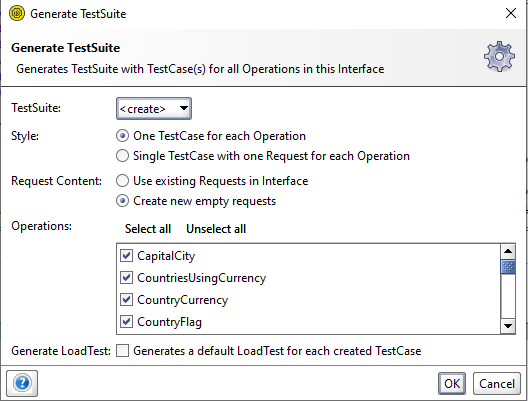 Generate TestSuite
Generate TestSuite
Generates TestSuite with TestCase(s) for all Operations in this Interface
TestSuite: <create>
Style: One TestCase for each Operation
Single TestCase with one Request for each Operation
Request Content: Use existing Requests in Interface
Create new empty requests
Operations: Select all Unselect all
CapitalCity
CountriesUsingCurrency
CountryCurrency
CountryFlag
Generate LoadTest: Generates a default LoadTest for each created TestCase
? OK Cancel